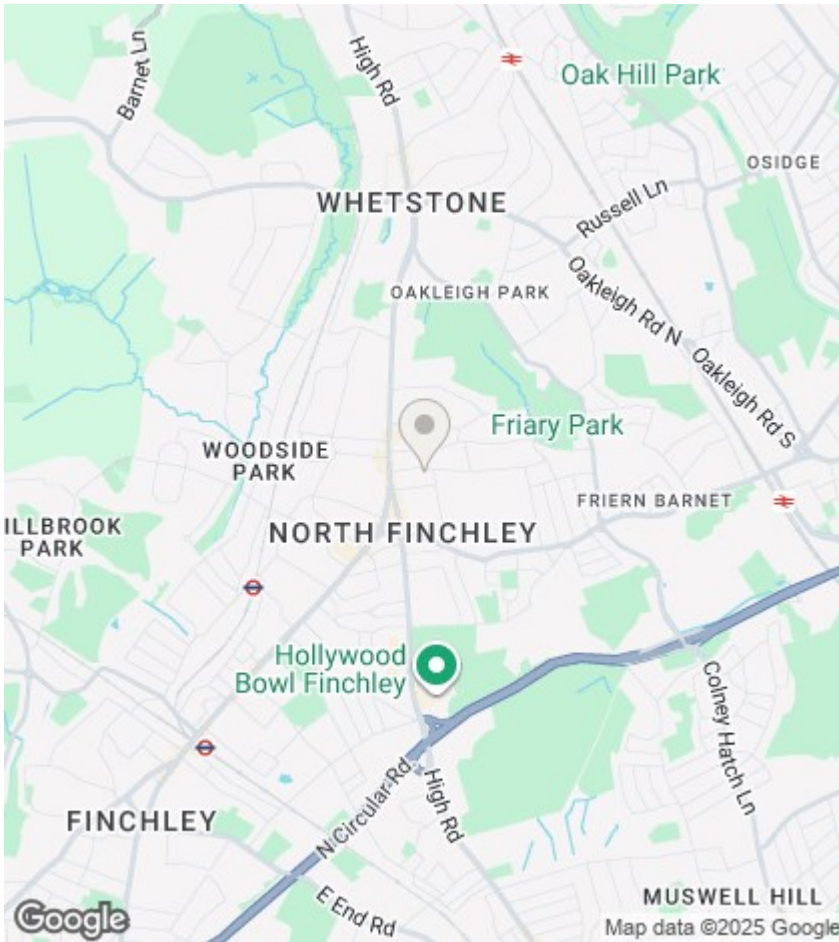 Barnet Ln
High Rd
Oak Hill Park
OSIDGE
WHETSTONE
Russell Ln
OAKLEIGH PARK
Oakleigh Rd N
Oakleigh Rd S
Friary Park
WOODSIDE
PARK
FRIERN BARNET
ILLBROOK
PARK
NORTH FINCHLEY
Hollywood
Bowl Finchley
Colney Hatch Ln
N Circular Rd
High Rd
FINCHLEY
E End Rd
MUSWELL HILL
Google
Map data ©2025 Google